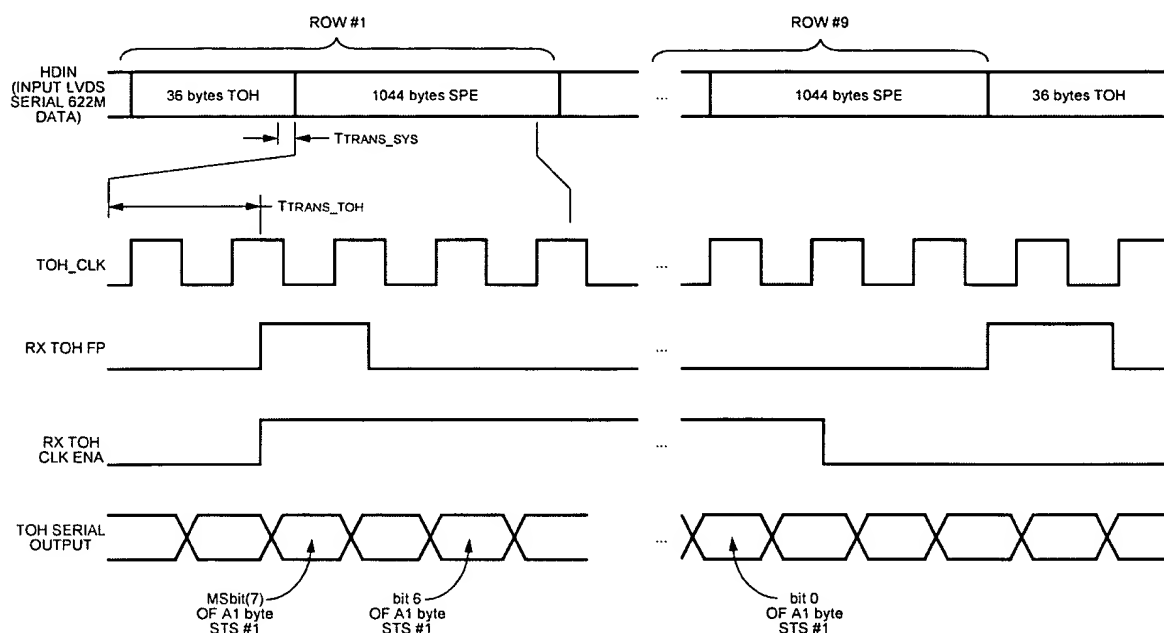 ROW #1
ROW #9
HDIN
(INPUT LVDS
SERIAL 622M
DATA)
36 bytes TOH
1044 bytes SPE
...
1044 bytes SPE
36 bytes TOH
TTRANS_SYS
TTRANS_TOH
TOH_CLK
...
RX TOH FP
...
RX TOH
CLK ENA
...
TOH SERIAL
OUTPUT
...
MSbit(7)
OF A1 byte
STS #1
bit 6
OF A1 byte
STS #1
bit 0
OF A1 byte
STS #1